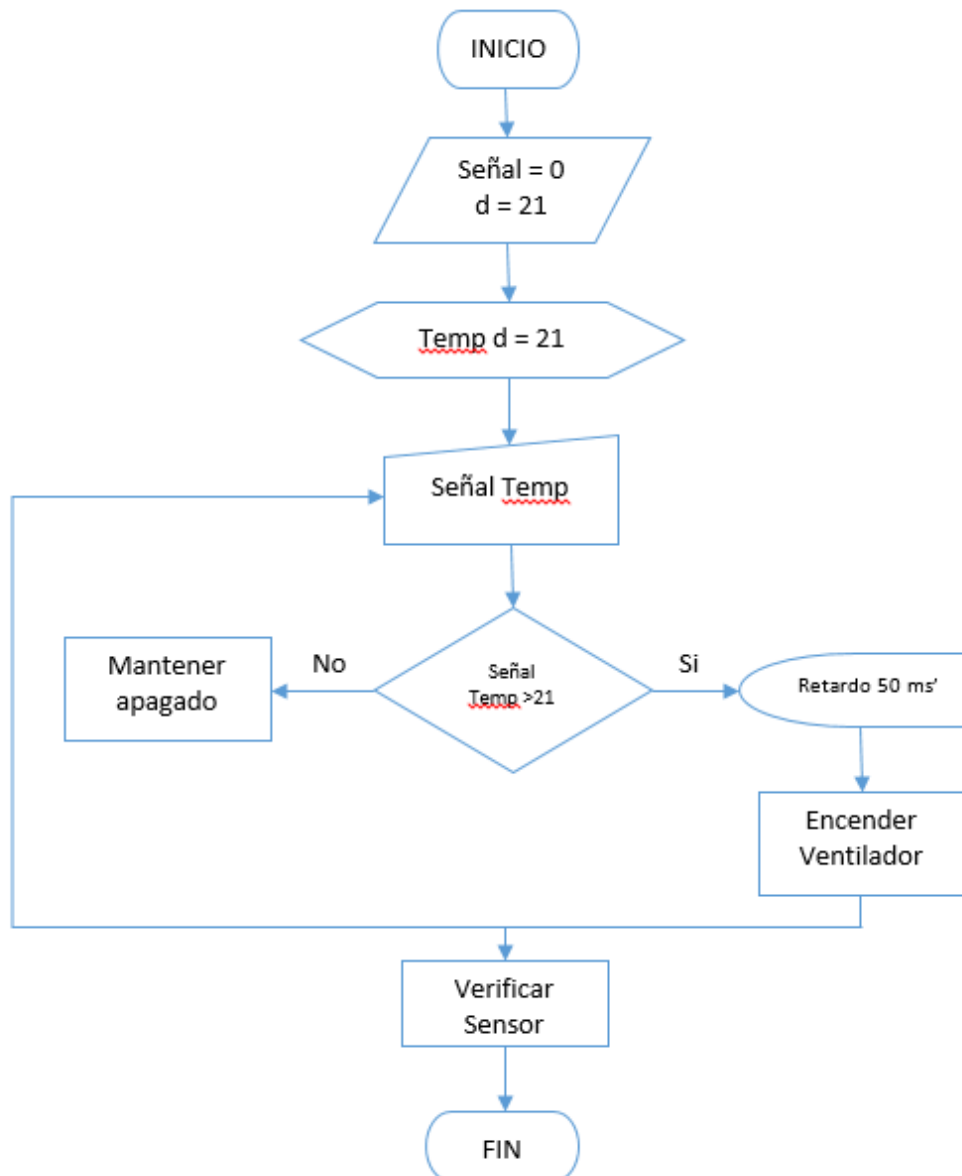 INICIO
Señal = 0
d = 21
Temp d = 21
Señal Temp
Señal
Temp >21
No
Si
Mantener
apagado
Retardo 50 ms'
Encender
Ventilador
Verificar
Sensor
FIN